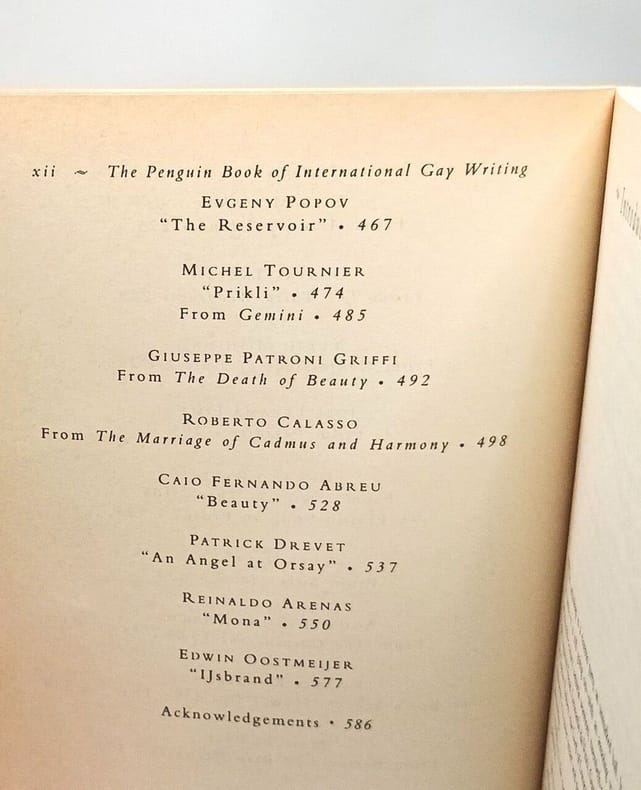 xii ~ The Penguin Book of International Gay Writing
EVGENY POPOV
“The Reservoir” • 467
MICHEL TOURNIER
“Prikli” • 474
From Gemini • 485
GIUSEPPE PATRONI GRIFFI
From The Death of Beauty • 492
ROBERTO CALASSO
From The Marriage of Cadmus and Harmony • 498
CAIO FERNANDO ABREU
“Beauty” • 528
PATRICK DREVET
“An Angel at Orsay” • 537
REINALDO ARENAS
“Mona” • 550
EDWIN OOSTMEIJER
“IJsbrand” • 577
Acknowledgements • 586